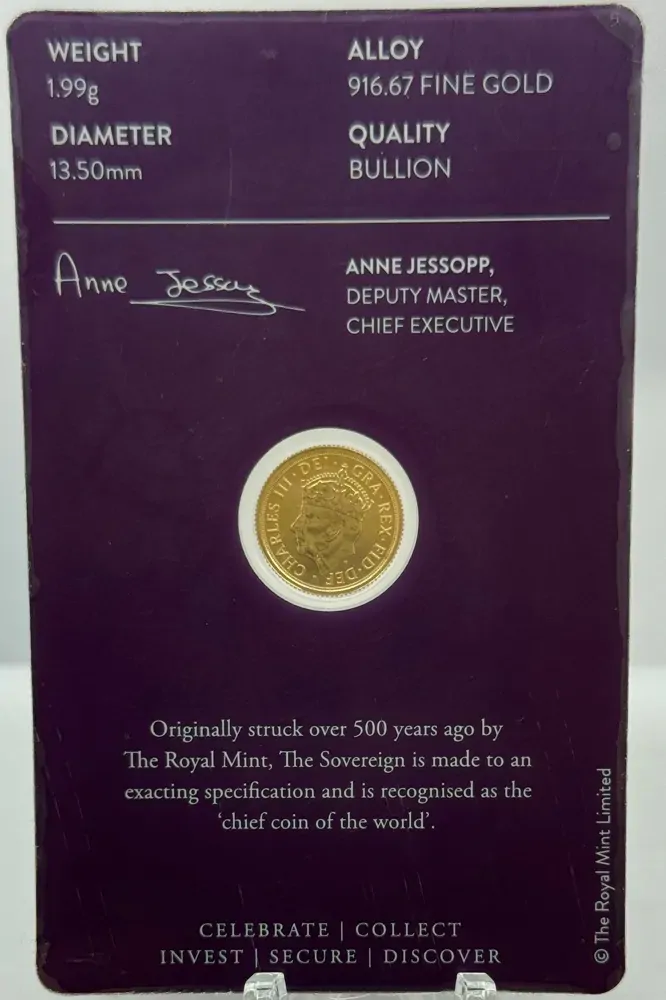 WEIGHT
1.99g
ALLOY
916.67 FINE GOLD
DIAMETER
13.50mm
QUALITY
BULLION
Anne Jessopp
ANNE JESSOPP,
DEPUTY MASTER,
CHIEF EXECUTIVE
CHARLES III · DEI · GRA · REX · FID · DEF ·
Originally struck over 500 years ago by
The Royal Mint, The Sovereign is made to an
exacting specification and is recognised as the
‘chief coin of the world’.
© The Royal Mint Limited
CELEBRATE | COLLECT
INVEST | SECURE | DISCOVER